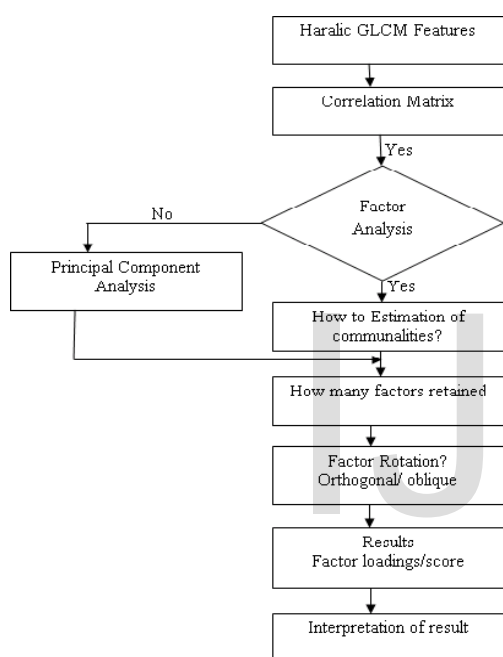 Haralic GLCM Features
Correlation Matrix
Yes
Factor
Analysis
No
Principal Component
Analysis
Yes
How to Estimation of
communalities?
How many factors retained
Factor Rotation?
Orthogonal/ oblique
Results
Factor loadings/score
Interpretation of result
IJ